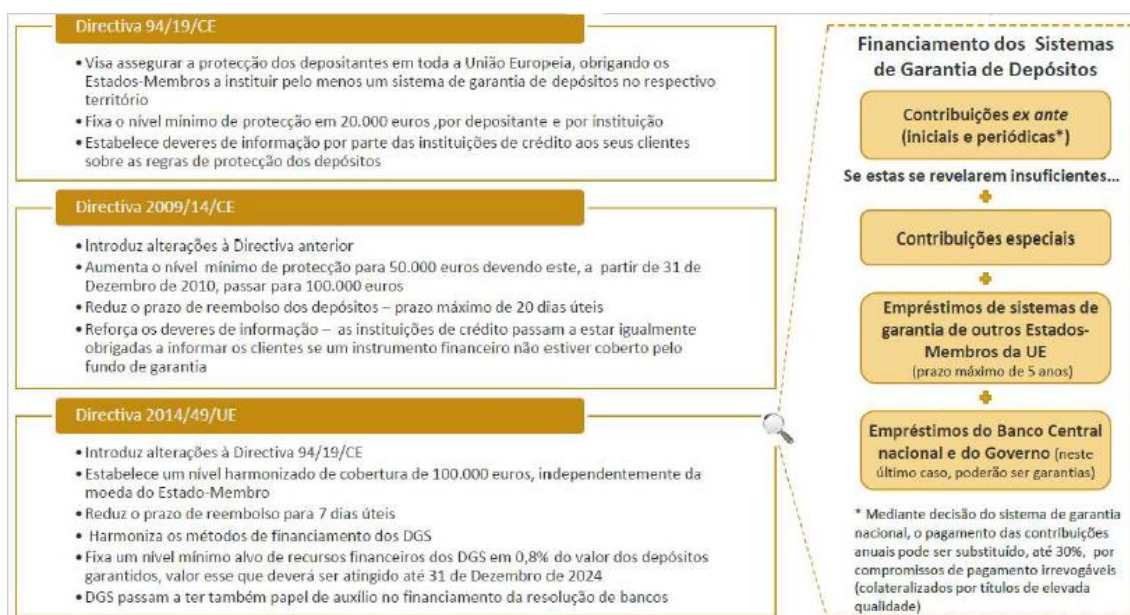 Directiva 94/19/CE
• Visa assegurar a protecção dos depositantes em toda a União Europeia, obrigando os
Estados-Membros a instituir pelo menos um sistema de garantia de depósitos no respectivo
território
• Fixa o nível mínimo de protecção em 20.000 euros ,por depositante e por instituição
• Estabelece deveres de informação por parte das instituições de crédito aos seus clientes
sobre as regras de protecção dos depósitos
Directiva 2009/14/CE
• Introduz alterações à Directiva anterior
• Aumenta o nível mínimo de protecção para 50.000 euros devendo este, a partir de 31 de
Dezembro de 2010, passar para 100.000 euros
• Reduz o prazo de reembolso dos depósitos – prazo máximo de 20 dias úteis
• Reforça os deveres de informação – as instituições de crédito passam a estar igualmente
obrigadas a informar os clientes se um instrumento financeiro não estiver coberto pelo
fundo de garantia
Directiva 2014/49/UE
• Introduz alterações à Directiva 94/19/CE
• Estabelece um nível harmonizado de cobertura de 100.000 euros, independentemente da
moeda do Estado-Membro
• Reduz o prazo de reembolso para 7 dias úteis
• Harmoniza os métodos de financiamento dos DGS
• Fixa um nível mínimo alvo de recursos financeiros dos DGS em 0,8% do valor dos depósitos
garantidos, valor esse que deverá ser atingido até 31 de Dezembro de 2024
• DGS passam a ter também papel de auxílio no financiamento da resolução de bancos
Financiamento dos Sistemas
de Garantia de Depósitos
Contribuições ex ante
(iniciais e periódicas*)
Se estas se revelarem insuficientes...
Contribuições especiais
Empréstimos de sistemas de
garantia de outros Estados-
Membros da UE
(prazo máximo de 5 anos)
Empréstimos do Banco Central
nacional e do Governo (neste
último caso, poderão ser garantias)
* Mediante decisão do sistema de garantia
nacional, o pagamento das contribuições
anuais pode ser substituído, até 30%, por
compromissos de pagamento irrevogáveis
(colateralizados por títulos de elevada
qualidade)